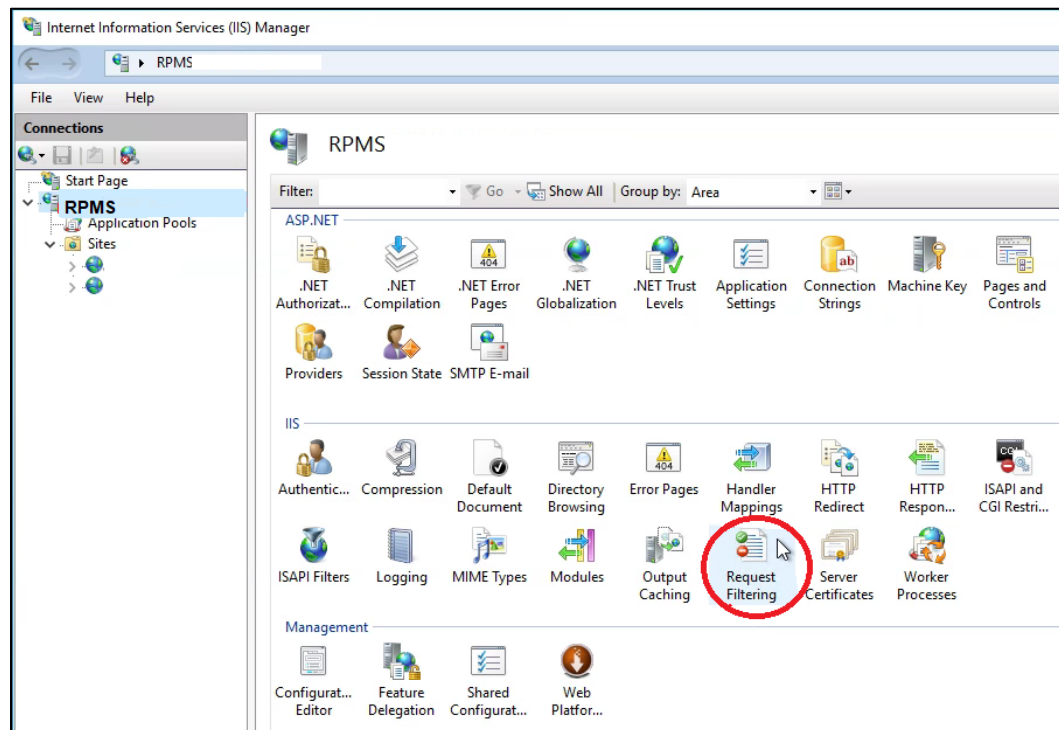 Internet Information Services (IIS) Manager
RPMS
File View Help
Connections
Start Page
RPMS
Application Pools
Sites
RPMS
Filter: Go Show All Group by: Area
ASP.NET
.NET Authorizat...
.NET Compilation
404
.NET Error Pages
.NET Globalization
.NET Trust Levels
Application Settings
ab
Connection Strings
Machine Key
Pages and Controls
Providers
Session State
SMTP E-mail
IIS
Authentic...
Compression
Default Document
Directory Browsing
404
Error Pages
Handler Mappings
HTTP Redirect
HTTP Respon...
CGI
ISAPI and CGI Restri...
ISAPI Filters
Logging
MIME Types
Modules
Output Caching
Request Filtering
Server Certificates
Worker Processes
Management
Configurat... Editor
Feature Delegation
Shared Configurat...
Web Platfor...